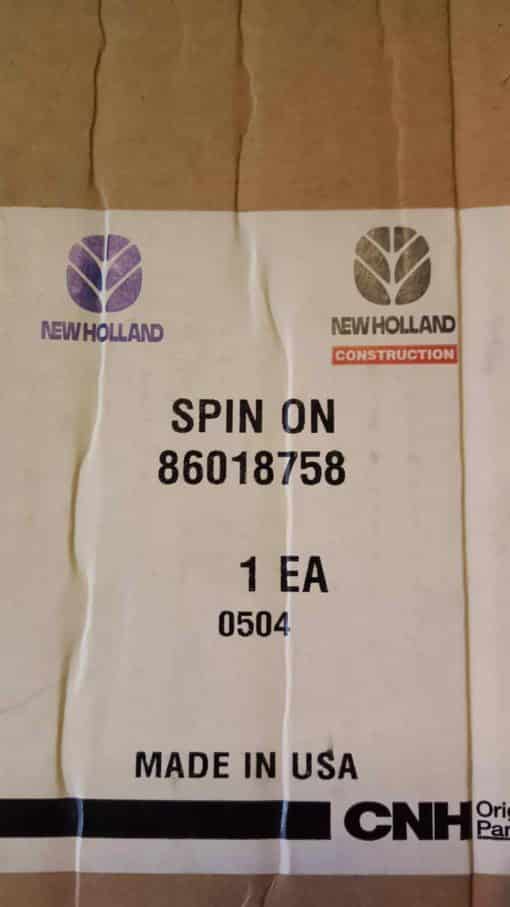 NEW HOLLAND
NEW HOLLAND
CONSTRUCTION
SPIN ON
86018758
1 EA
0504
MADE IN USA
CNH